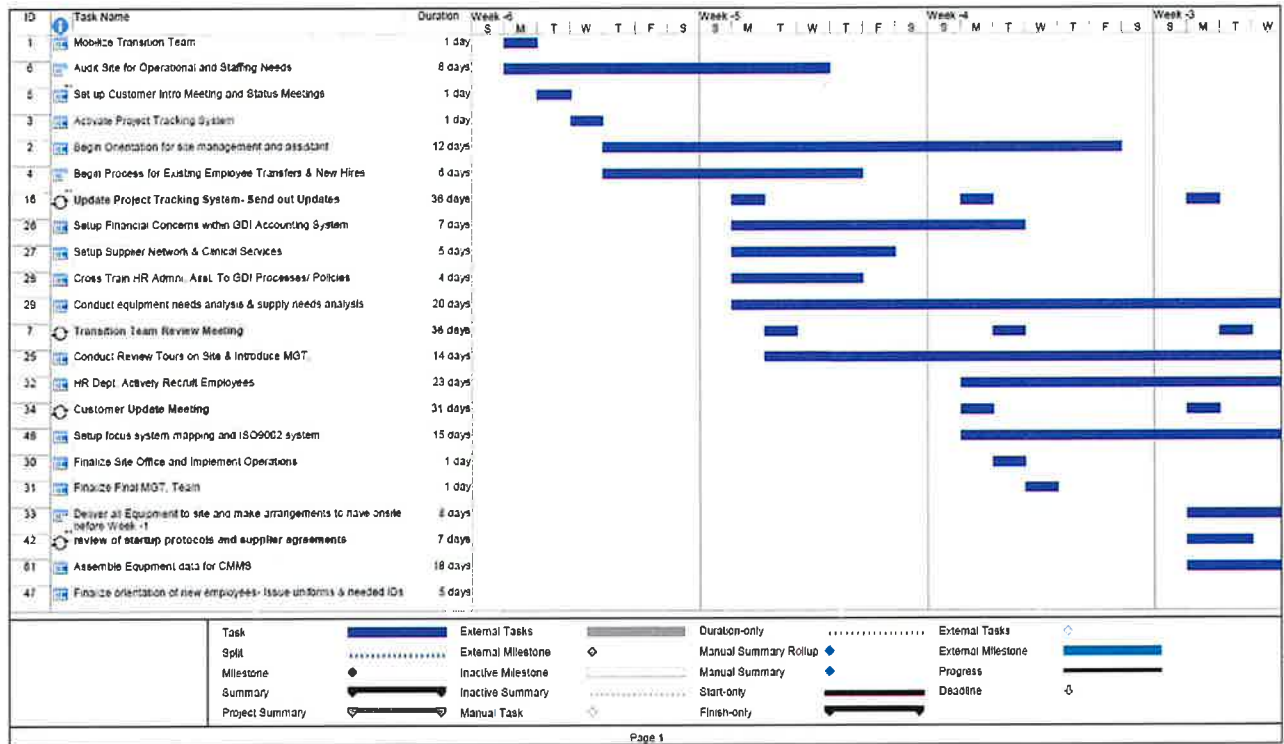 ID Task Name Duration Week -6 Week -5 Week -4 Week -3
S M T W T F S S M T W T F S S M T W T F S S M T W
1 Mobilize Transition Team 1 day
6 Audit Site for Operational and Staffing Needs 8 days
5 Set up Customer Intro Meeting and Status Meetings 1 day
3 Activate Project Tracking System 1 day
2 Begin Orientation for site management and assistant 12 days
4 Begin Process for Existing Employee Transfers & New Hires 6 days
16 Update Project Tracking System- Send out Updates 36 days
26 Setup Financial Concerns within GDI Accounting System 7 days
27 Setup Supplier Network & Clinical Services 5 days
28 Cross Train HR Admni. Asst. To GDI Processes/ Policies 4 days
29 Conduct equipment needs analysis & supply needs analysis 20 days
7 Transition Team Review Meeting 36 days
25 Conduct Review Tours on Site & Introduce MGT. 14 days
32 HR Dept. Actively Recruit Employees 23 days
34 Customer Update Meeting 31 days
48 Setup focus system mapping and ISO9002 system 15 days
30 Finalize Site Office and Implement Operations 1 day
31 Finalize Final MGT. Team 1 day
33 Deliver all Equipment to site and make arrangements to have onsite 8 days
before Week -1
42 review of startup protocols and supplier agreements 7 days
61 Assemble Equipment data for CMMS 18 days
47 Finalize orientation of new employees- Issue uniforms & needed IDs 5 days
Task External Tasks Duration-only External Tasks
Split External Milestone Manual Summary Rollup External Milestone
Milestone Inactive Milestone Manual Summary Progress
Summary Inactive Summary Start-only Deadline
Project Summary Manual Task Finish-only
Page 1